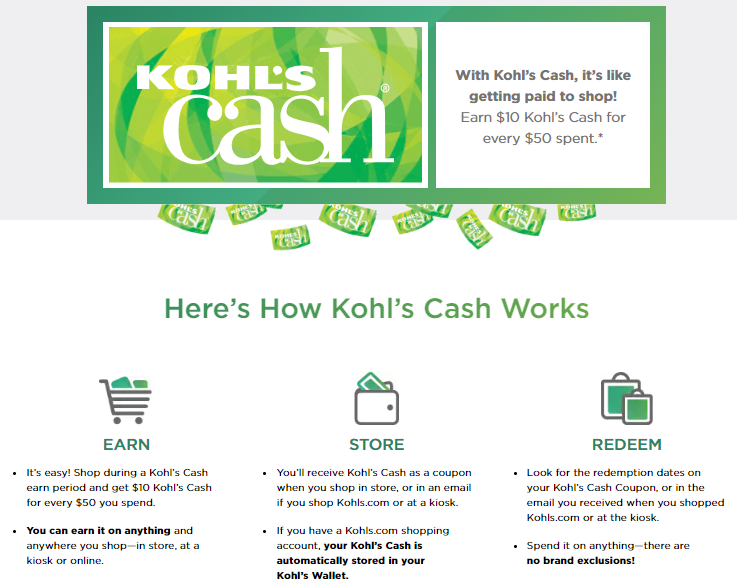 KOHL'S
cash®
With Kohl's Cash, it's like
getting paid to shop!
Earn $10 Kohl's Cash for
every $50 spent.*
KOHL'S
cash
Here's How Kohl's Cash Works
EARN
• It's easy! Shop during a Kohl's Cash
earn period and get $10 Kohl's Cash
for every $50 you spend.
• You can earn it on anything and
anywhere you shop—in store, at a
kiosk or online.
STORE
• You'll receive Kohl's Cash as a coupon
when you shop in store, or in an email
if you shop Kohls.com or at a kiosk.
• If you have a Kohls.com shopping
account, your Kohl's Cash is
automatically stored in your
Kohl's Wallet.
REDEEM
• Look for the redemption dates on
your Kohl's Cash Coupon, or in the
email you received when you shopped
Kohls.com or at the kiosk.
• Spend it on anything—there are
no brand exclusions!